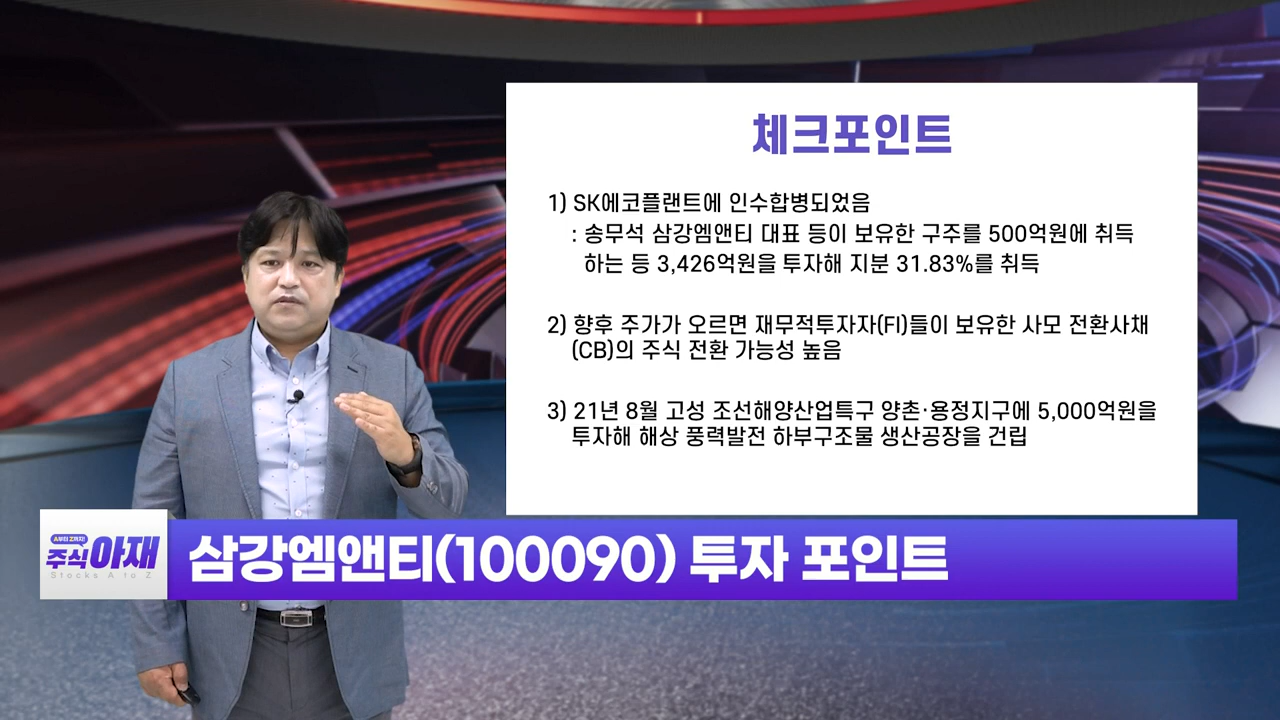 체크포인트
1) SK에코플랜트에 인수합병되었음
: 송무석 삼강엠앤티 대표 등이 보유한 구주를 500억원에 취득
하는 등 3,426억원을 투자해 지분 31.83%를 취득
2) 향후 주가가 오르면 재무적투자자(FI)들이 보유한 사모 전환사채
(CB)의 주식 전환 가능성 높음
3) 21년 8월 고성 조선해양산업특구 양촌·용정지구에 5,000억원을
투자해 해상 풍력발전 하부구조물 생산공장을 건립
A부터 Z까지!
주식 아재
Stocks A to Z
삼강엠앤티(100090) 투자 포인트